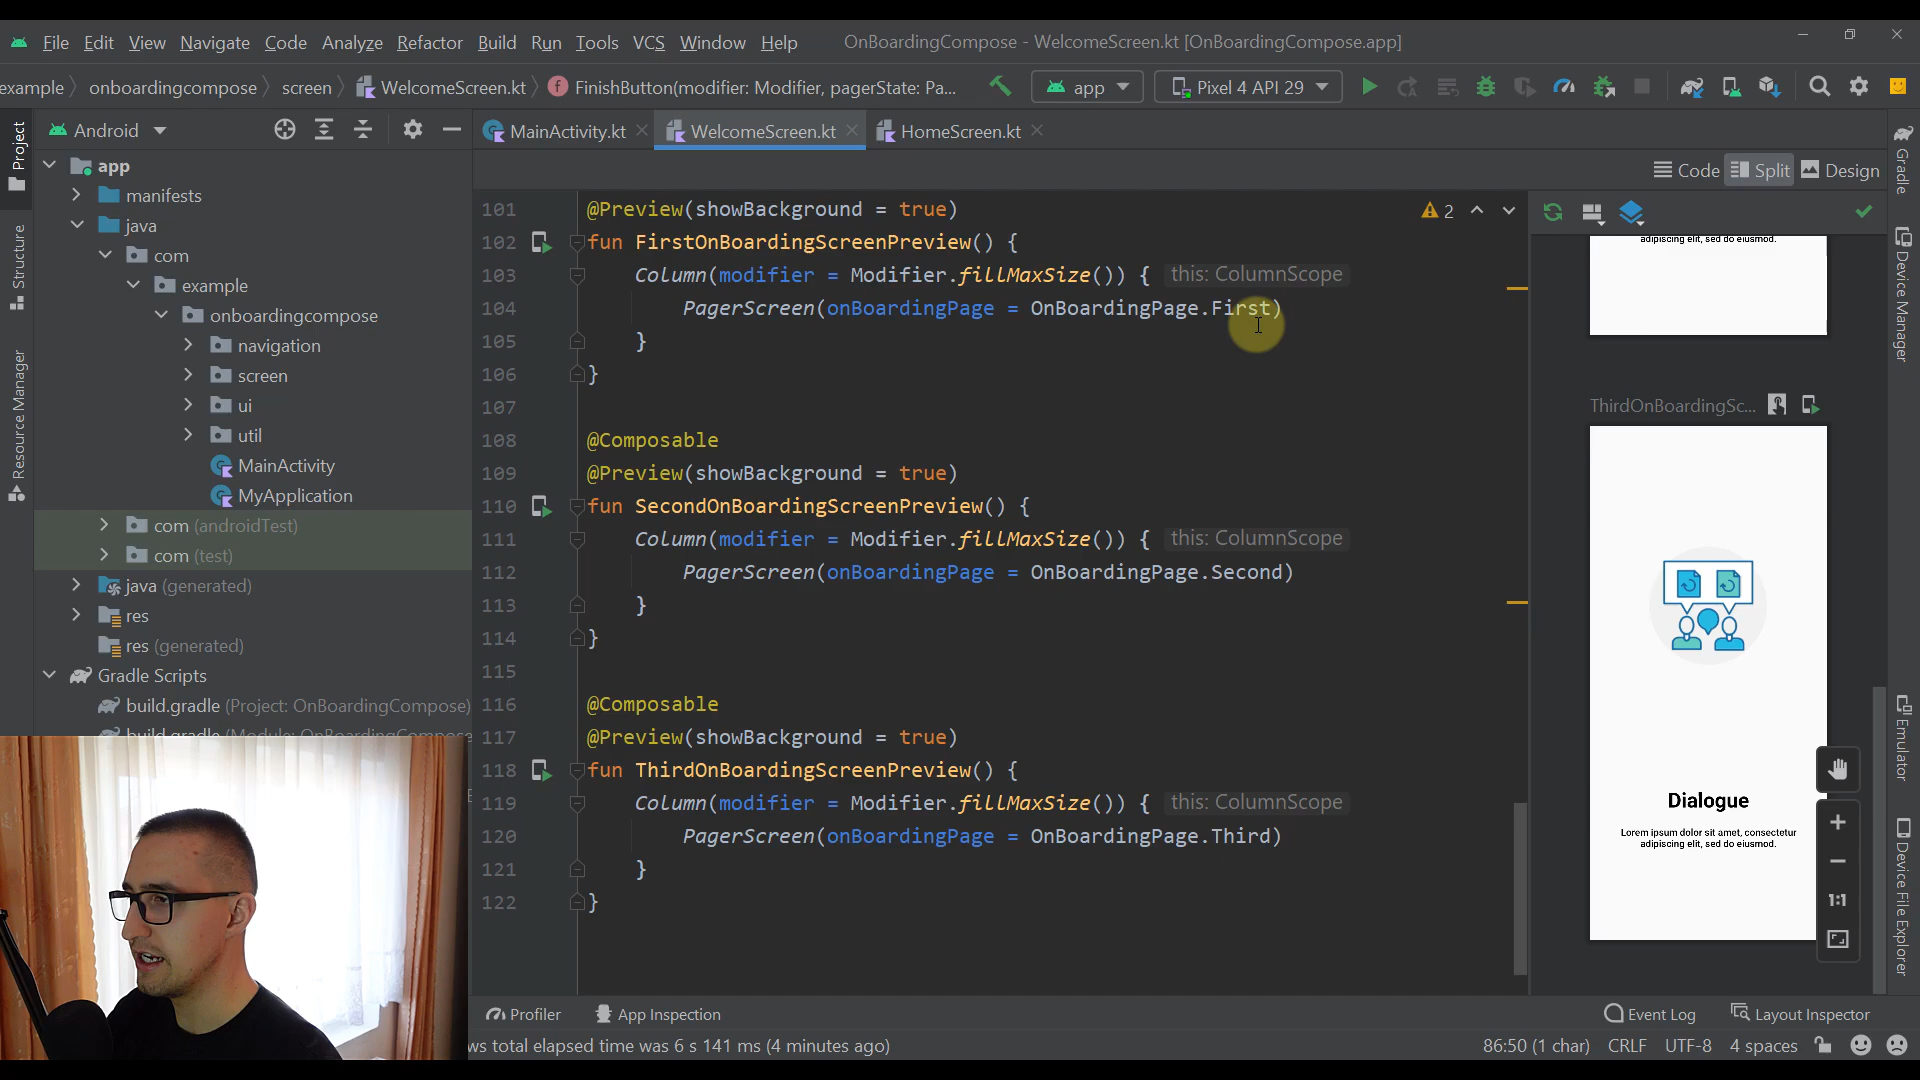 File Edit View Navigate Code Analyze Refactor Build Run Tools VCS Window Help OnBoardingCompose - WelcomeScreen.kt [OnBoardingCompose.app]
example onboardingcompose screen WelcomeScreen.kt FinishButton(modifier: Modifier, pagerState: Pa... app Pixel 4 API 29
Project
Structure
Resource Manager
Android
app
manifests
java
com
example
onboardingcompose
navigation
screen
ui
util
MainActivity
MyApplication
com (androidTest)
com (test)
java (generated)
res
res (generated)
Gradle Scripts
build.gradle (Project: OnBoardingCompose)
build.gradle (Module: OnBoardingCompose
MainActivity.kt WelcomeScreen.kt HomeScreen.kt
Code Split Design
2
101 @Preview(showBackground = true)
102 fun FirstOnBoardingScreenPreview() {
103 Column(modifier = Modifier.fillMaxSize()) { this: ColumnScope
104 PagerScreen(onBoardingPage = OnBoardingPage.First)
105 }
106 }
107
108 @Composable
109 @Preview(showBackground = true)
110 fun SecondOnBoardingScreenPreview() {
111 Column(modifier = Modifier.fillMaxSize()) { this: ColumnScope
112 PagerScreen(onBoardingPage = OnBoardingPage.Second)
113 }
114 }
115
116 @Composable
117 @Preview(showBackground = true)
118 fun ThirdOnBoardingScreenPreview() {
119 Column(modifier = Modifier.fillMaxSize()) { this: ColumnScope
120 PagerScreen(onBoardingPage = OnBoardingPage.Third)
121 }
122 }
adipiscing elit, sed do eiusmod.
ThirdOnBoardingSc...
Dialogue
Lorem ipsum dolor sit amet, consectetur
adipiscing elit, sed do eiusmod.
1:1
Gradle
Device Manager
Emulator
Device File Explorer
Profiler App Inspection Event Log Layout Inspector
ws total elapsed time was 6 s 141 ms (4 minutes ago) 86:50 (1 char) CRLF UTF-8 4 spaces